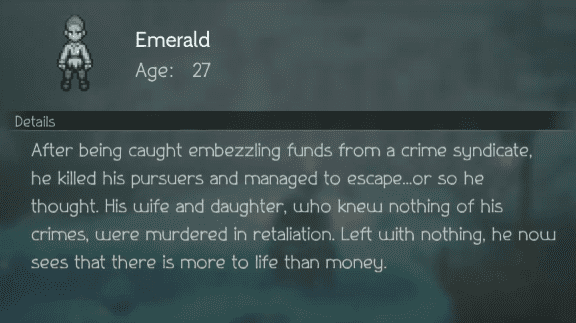 Emerald
Age: 27
Details
After being caught embezzling funds from a crime syndicate,
he killed his pursuers and managed to escape...or so he
thought. His wife and daughter, who knew nothing of his
crimes, were murdered in retaliation. Left with nothing, he now
sees that there is more to life than money.